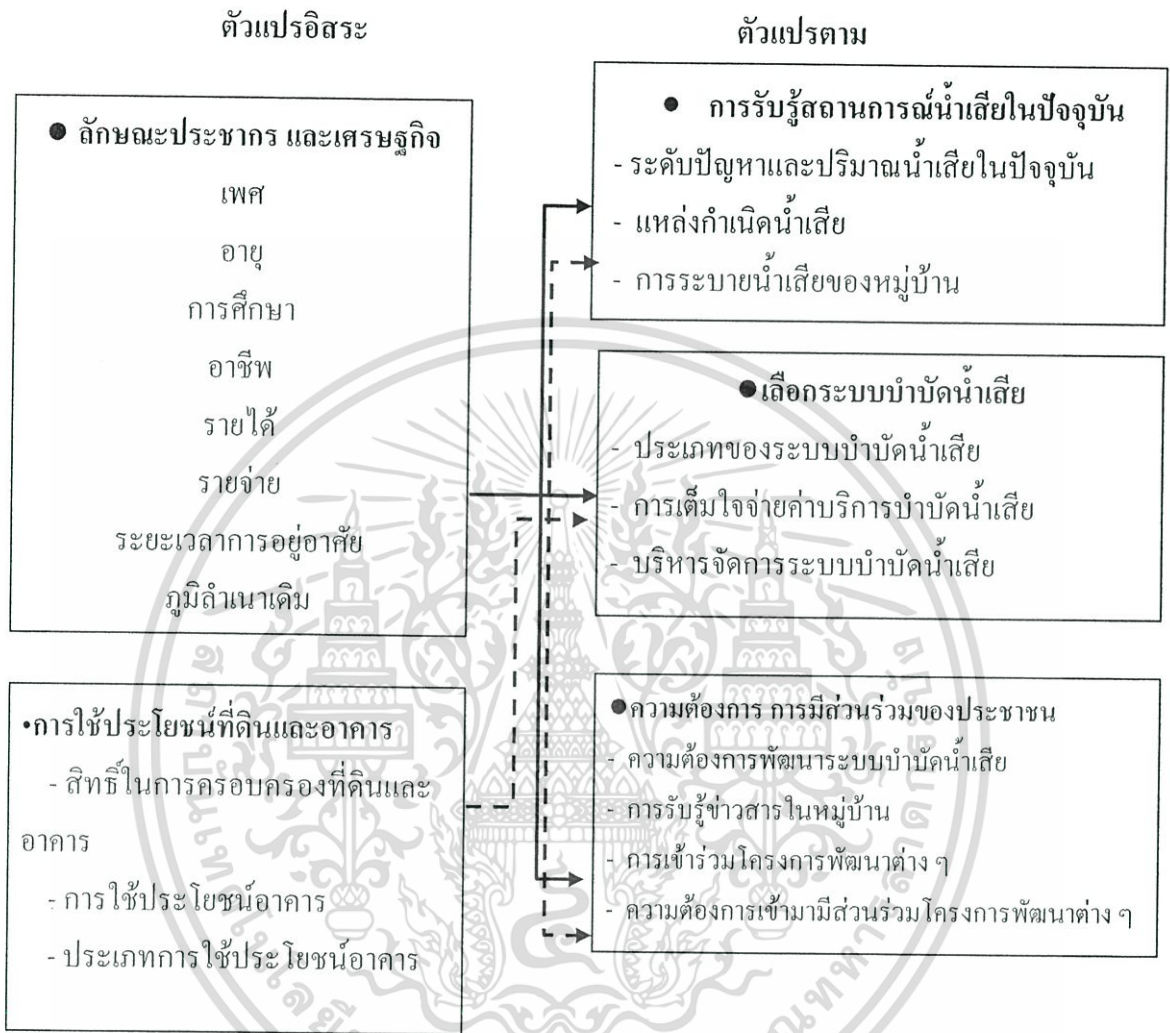 ตัวแปรอิสระ
ตัวแปรตาม
● ลักษณะประชากร และเศรษฐกิจ
เพศ
อายุ
การศึกษา
อาชีพ
รายได้
รายจ่าย
ระยะเวลาการอยู่อาศัย
ภูมิลำเนาเดิม
•การใช้ประโยชน์ที่ดินและอาคาร
- สิทธิ์ในการครอบครองที่ดินและ
อาคาร
- การใช้ประโยชน์อาคาร
- ประเภทการใช้ประโยชน์อาคาร
● การรับรู้สถานการณ์น้ำเสียในปัจจุบัน
- ระดับปัญหาและปริมาณน้ำเสียในปัจจุบัน
- แหล่งกำเนิดน้ำเสีย
- การระบายน้ำเสียของหมู่บ้าน
●เลือกระบบบำบัดน้ำเสีย
- ประเภทของระบบบำบัดน้ำเสีย
- การเต็มใจจ่ายค่าบริการบำบัดน้ำเสีย
- บริหารจัดการระบบบำบัดน้ำเสีย
●ความต้องการ การมีส่วนร่วมของประชาชน
- ความต้องการพัฒนาระบบบำบัดน้ำเสีย
- การรับรู้ข่าวสารในหมู่บ้าน
- การเข้าร่วมโครงการพัฒนาต่าง ๆ
- ความต้องการเข้ามามีส่วนร่วมโครงการพัฒนาต่าง ๆ